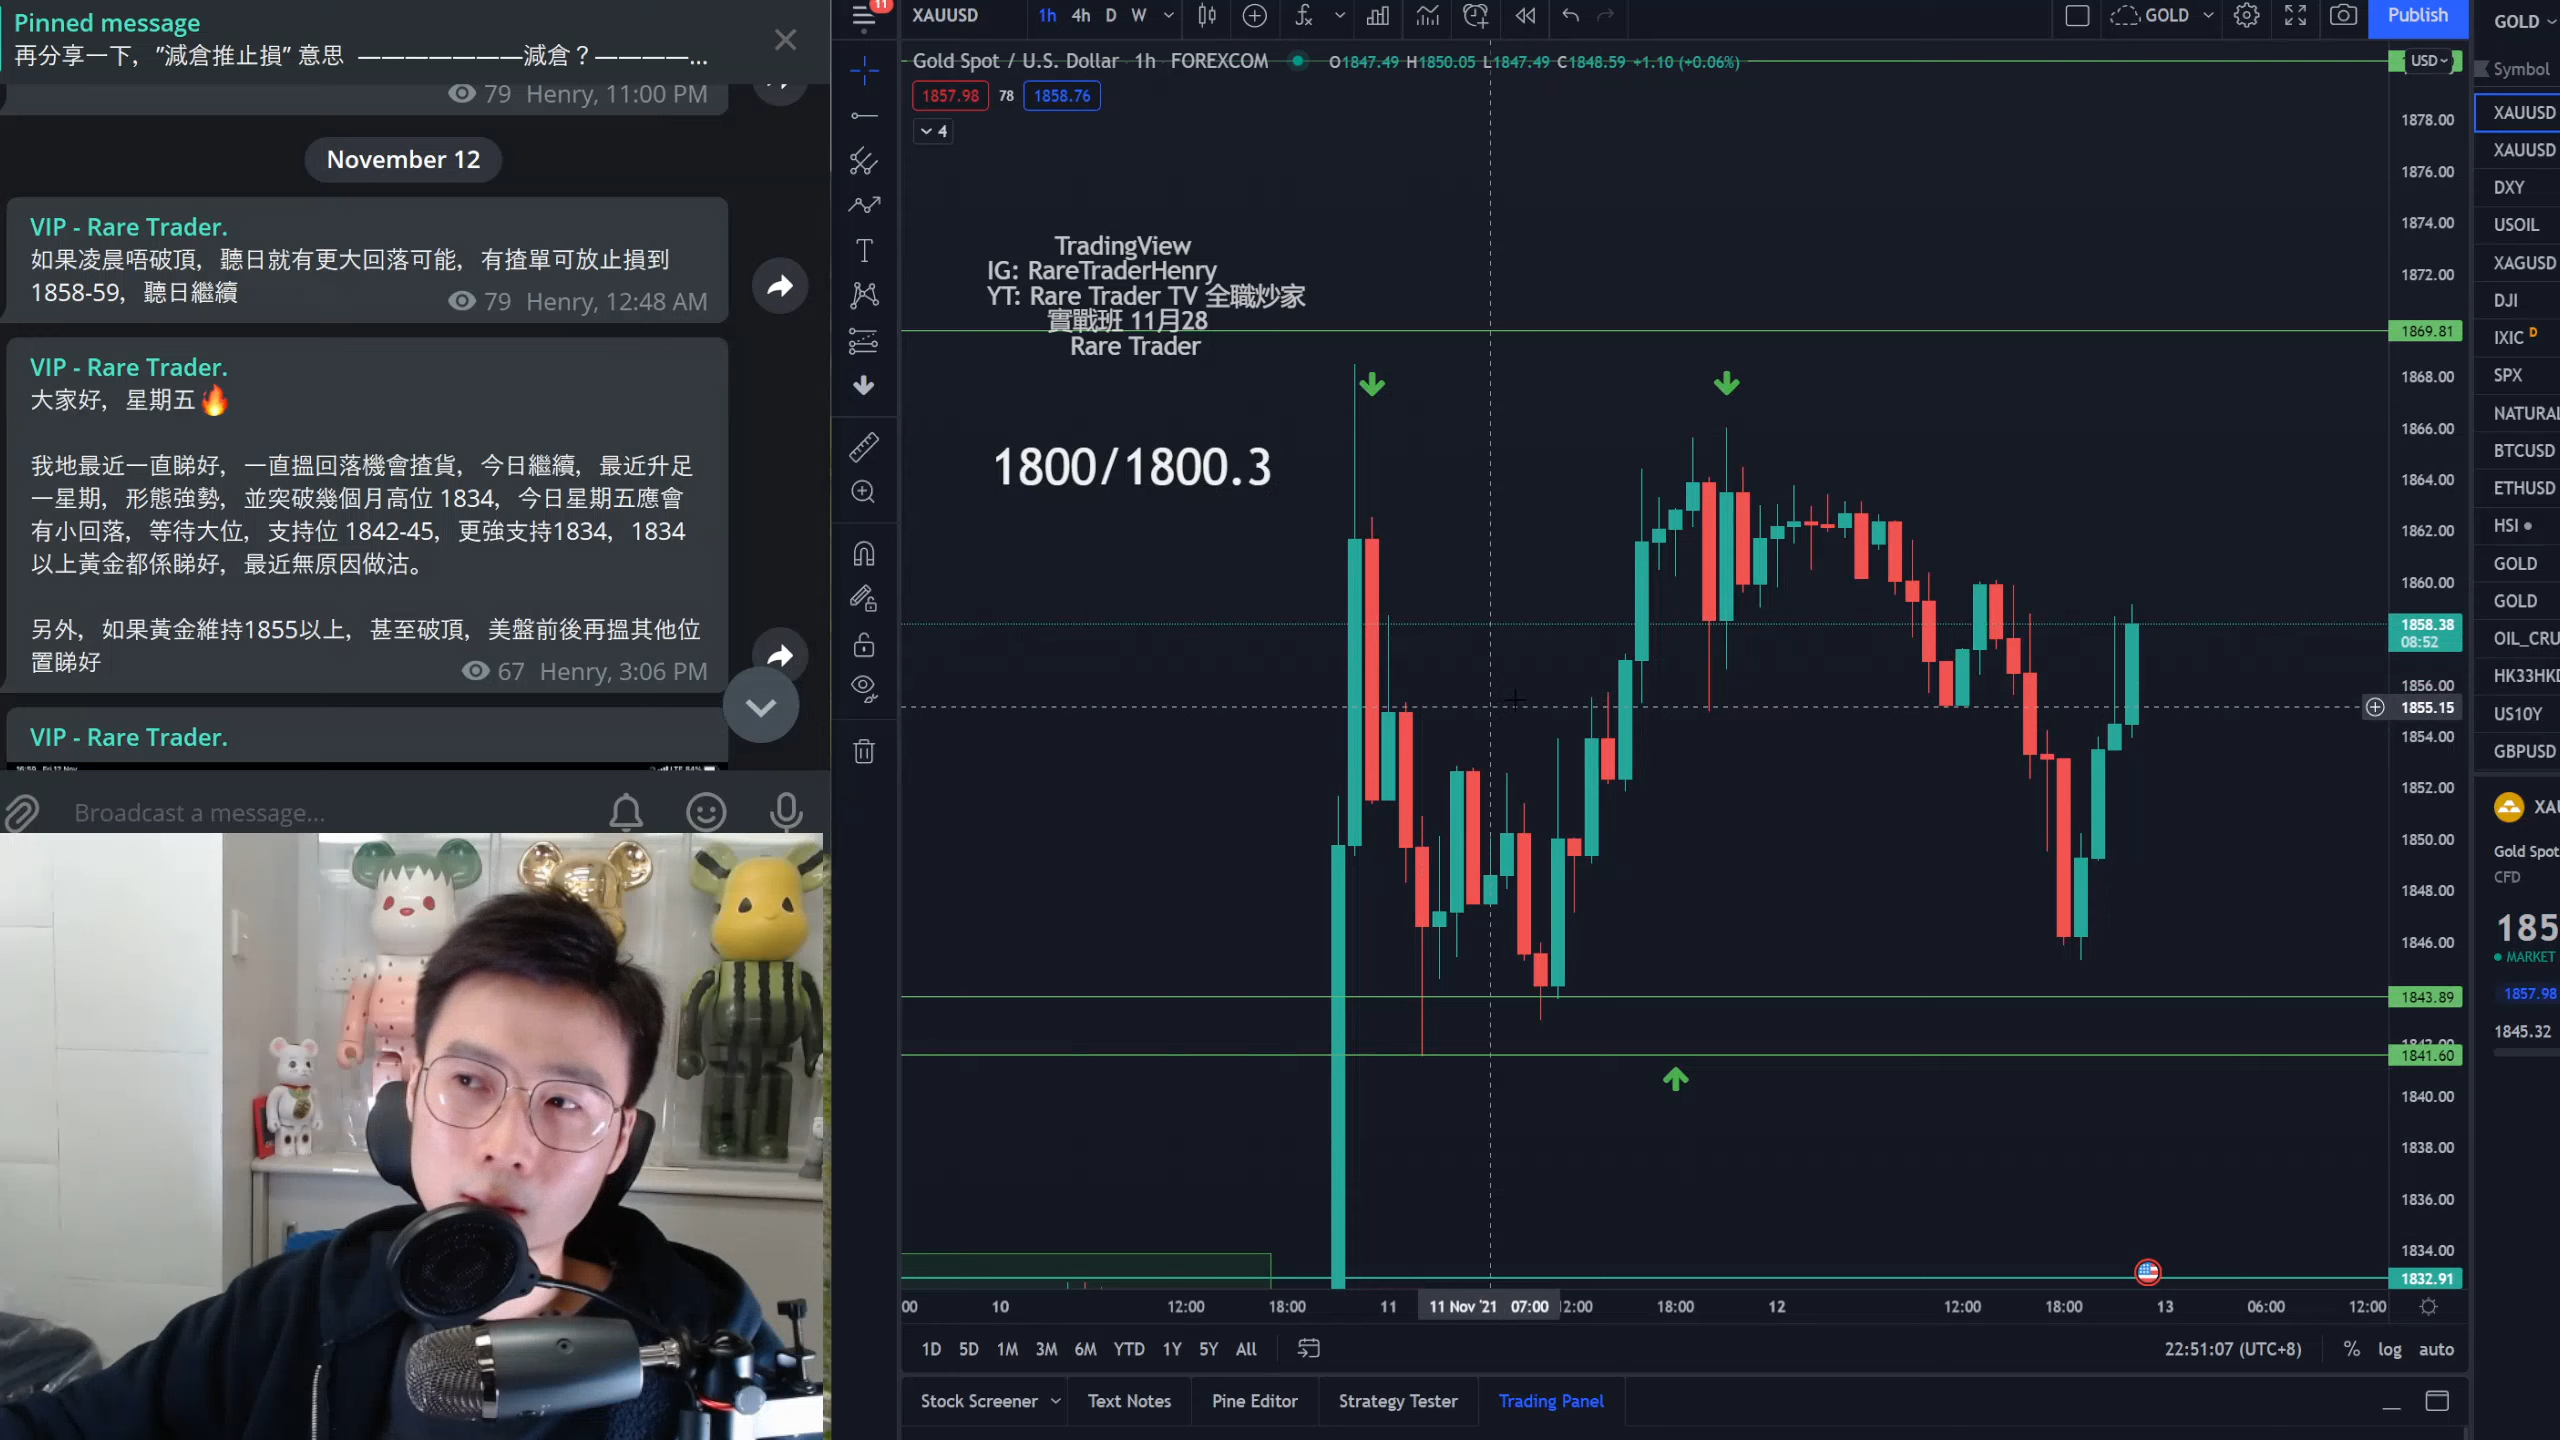 Pinned message
再分享一下，”減倉推止損” 意思 ———————減倉？————...
79 Henry, 11:00 PM
November 12
VIP - Rare Trader.
如果凌晨唔破頂，聽日就有更大回落可能，有揸單可放止損到
1858-59，聽日繼續
79 Henry, 12:48 AM
VIP - Rare Trader.
大家好，星期五🔥
我地最近一直睇好，一直搵回落機會揸貨，今日繼續，最近升足
一星期，形態強勢，並突破幾個月高位 1834，今日星期五應會
有小回落，等待大位，支持位 1842-45，更強支持1834，1834
以上黃金都係睇好，最近無原因做沽。
另外，如果黃金維持1855以上，甚至破頂，美盤前後再搵其他位
置睇好
67 Henry, 3:06 PM
VIP - Rare Trader.
Broadcast a message...
11
XAUUSD 1h 4h D W
GOLD
Publish
Gold Spot / U.S. Dollar 1h FOREXCOM O1847.49 H1850.05 L1847.49 C1848.59 +1.10 (+0.06%)
1857.98 78 1858.76
4
TradingView
IG: RareTraderHenry
YT: Rare Trader TV 全職炒家
實戰班 11月28
Rare Trader
1800/1800.3
USD
1878.00
1876.00
1874.00
1872.00
1869.81
1868.00
1866.00
1864.00
1862.00
1860.00
1858.38
08:52
1856.00
1855.15
1854.00
1852.00
1850.00
1848.00
1846.00
1843.89
1841.60
1840.00
1838.00
1836.00
1834.00
1832.91
10 12:00 18:00 11 11 Nov '21 07:00 12:00 18:00 12 12:00 18:00 13 06:00 12:00
1D 5D 1M 3M 6M YTD 1Y 5Y All
22:51:07 (UTC+8) % log auto
Stock Screener Text Notes Pine Editor Strategy Tester Trading Panel
GOLD
Symbol
XAUUSD
XAUUSD
DXY
USOIL
XAGUSD
DJI
IXIC D
SPX
NATURAL
BTCUSD
ETHUSD
HSI
GOLD
GOLD
OIL_CRU
HK33HKD
US10Y
GBPUSD
XAU
Gold Spot
CFD
185
MARKET
1857.98
1845.32